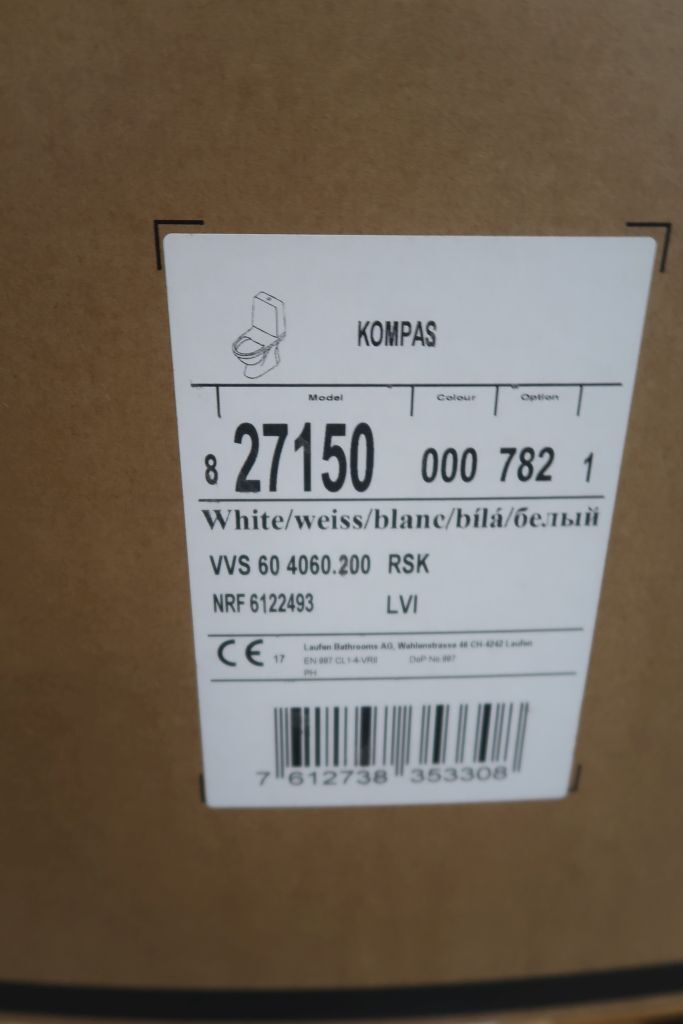 KOMPAS
Model Colour Option
8 27150 000 782 1
White/weiss/blanc/bílá/белый
VVS 60 4060.200 RSK
NRF 6122493 LVI
CE 17 Laufen Bathrooms AG, Wahlenstrasse 46 CH-4242 Laufen
EN 997 CL1-4-VRII DoP No.997
PH
7 612738 353308